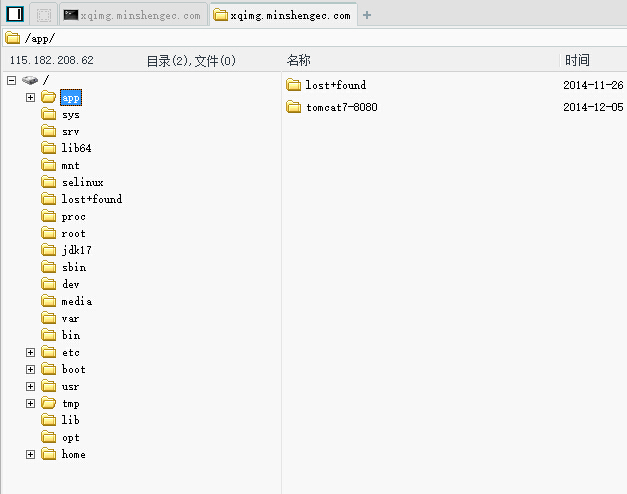 xqimg.minshengec.com xqimg.minshengec.com
/app/
115.182.208.62 目录(2),文件(0) 名称 时间
/
app
sys
srv
lib64
mnt
selinux
lost+found
proc
root
jdk17
sbin
dev
media
var
bin
etc
boot
usr
tmp
lib
opt
home
lost+found 2014-11-26
tomcat7-8080 2014-12-05